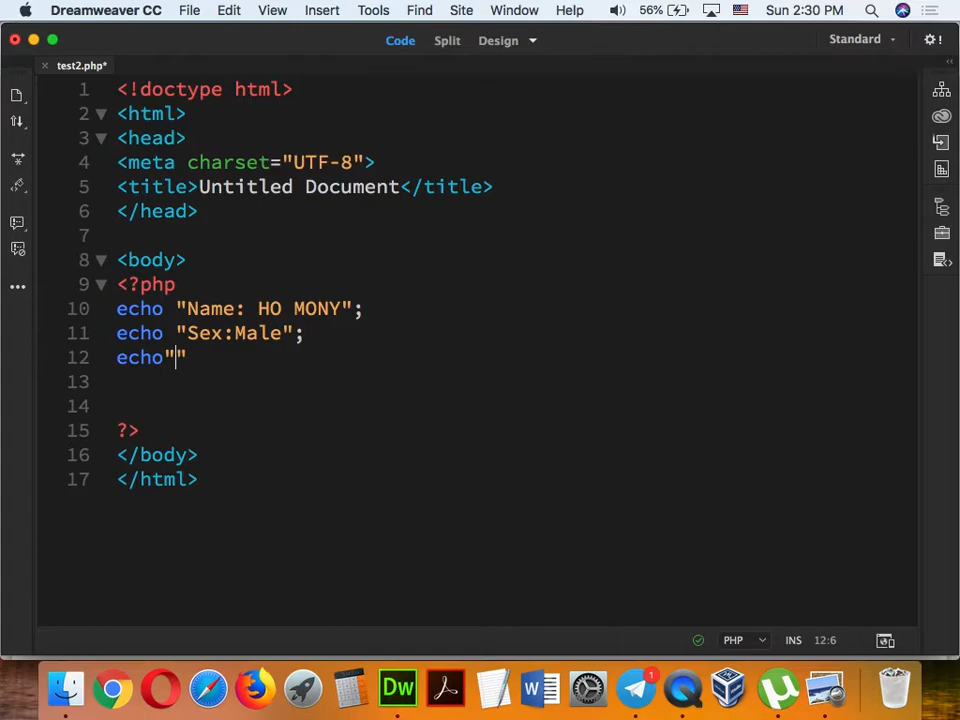 Dreamweaver CC File Edit View Insert Tools Find Site Window Help 56% Sun 2:30 PM
Code Split Design Standard
test2.php*
1 <!doctype html>
2 <html>
3 <head>
4 <meta charset="UTF-8">
5 <title>Untitled Document</title>
6 </head>
7
8 <body>
9 <?php
10 echo "Name: HO MONY";
11 echo "Sex:Male";
12 echo""
13
14
15 ?>
16 </body>
17 </html>
PHP INS 12:6
Dw W 1